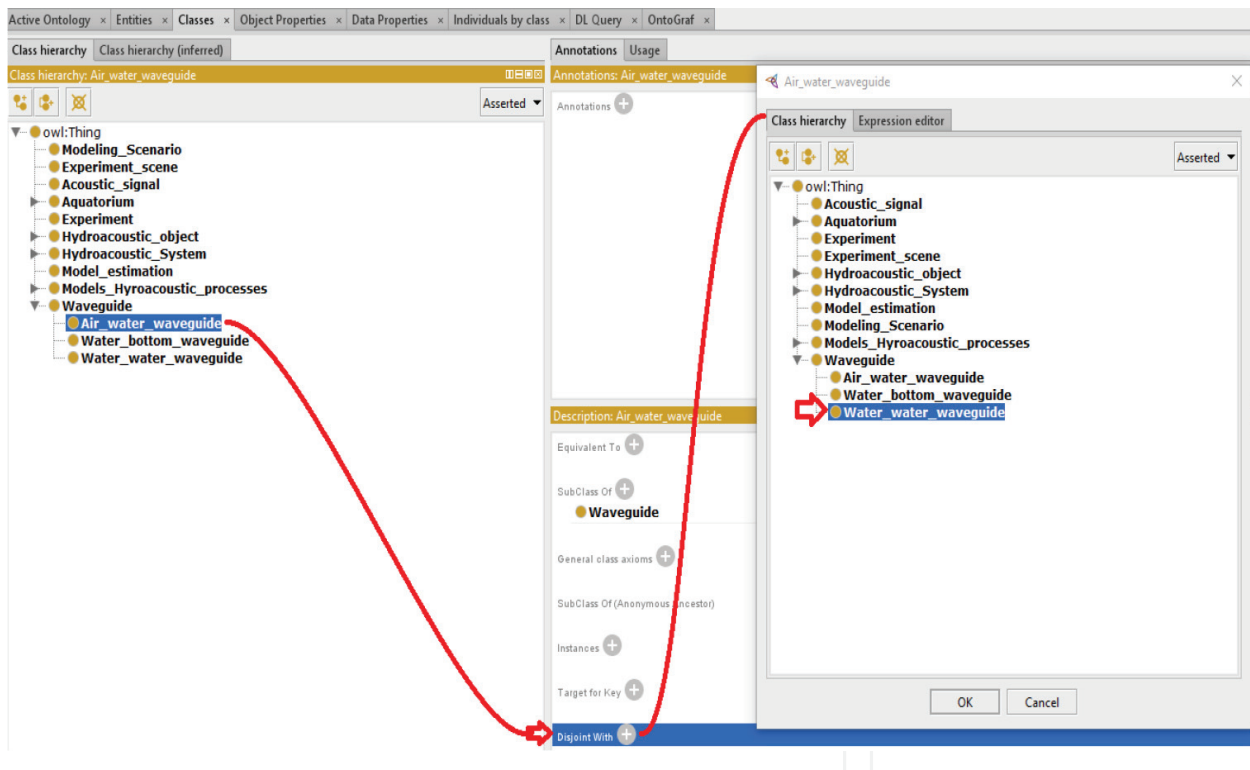 Active Ontology × Entities × Classes × Object Properties × Data Properties × Individuals by class × DL Query × OntoGraf ×
Class hierarchy Class hierarchy (inferred)
Class hierarchy: Air_water_waveguide
Asserted
owl:Thing
Modeling_Scenario
Experiment_scene
Acoustic_signal
Aquatorium
Experiment
Hydroacoustic_object
Hydroacoustic_System
Model_estimation
Models_Hyroacoustic_processes
Waveguide
Air_water_waveguide
Water_bottom_waveguide
Water_water_waveguide
Annotations Usage
Annotations: Air_water_waveguide
Annotations
Description: Air_water_waveguide
Equivalent To
SubClass Of
Waveguide
General class axioms
SubClass Of (Anonymous Ancestor)
Instances
Target for Key
Disjoint With
Air_water_waveguide
Class hierarchy Expression editor
Asserted
owl:Thing
Acoustic_signal
Aquatorium
Experiment
Experiment_scene
Hydroacoustic_object
Hydroacoustic_System
Model_estimation
Modeling_Scenario
Models_Hyroacoustic_processes
Waveguide
Air_water_waveguide
Water_bottom_waveguide
Water_water_waveguide
OK Cancel